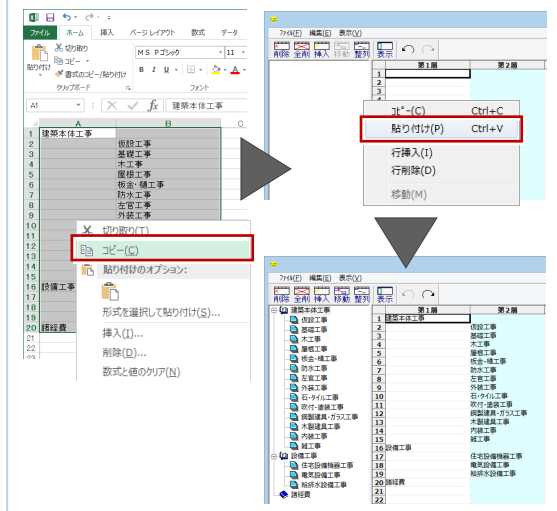 ファイル ホーム 挿入 ページ レイアウト 数式 データ
貼り付け
切り取り
コピー
書式のコピー/貼り付け
クリップボード
MS Pゴシック 11
B I U A
フォント
A1 fx 建築本体工事
A B C
1 建築本体工事
2 仮設工事
3 基礎工事
4 木工事
5 屋根工事
6 板金・樋工事
7 防水工事
8 左官工事
9 外装工事
10
11
12
13
14
15
16 設備工事
17
18
19
20 諸経費
21
22
23
切り取り(T)
コピー(C)
貼り付けのオプション:
形式を選択して貼り付け(S)...
挿入(I)...
削除(D)...
数式と値のクリア(N)
ファイル(F) 編集(E) 表示(V)
削除 全削 挿入 移動 整列 表示
第1層 第2層
1
2
3
4
コピー(C) Ctrl+C
貼り付け(P) Ctrl+V
行挿入(I)
行削除(D)
移動(M)
ファイル(F) 編集(E) 表示(V)
削除 全削 挿入 移動 整列 表示
建築本体工事
仮設工事
基礎工事
木工事
屋根工事
板金・樋工事
防水工事
左官工事
外装工事
石・タイル工事
吹付・塗装工事
鋼製建具・ガラス工事
木製建具工事
内装工事
雑工事
設備工事
住宅設備機器工事
電気設備工事
給排水設備工事
諸経費
第1層 第2層
1 建築本体工事
2 仮設工事
3 基礎工事
4 木工事
5 屋根工事
6 板金・樋工事
7 防水工事
8 左官工事
9 外装工事
10 石・タイル工事
11 吹付・塗装工事
12 鋼製建具・ガラス工事
13 木製建具工事
14 内装工事
15 雑工事
16 設備工事
17 住宅設備機器工事
18 電気設備工事
19 給排水設備工事
20 諸経費
21
22